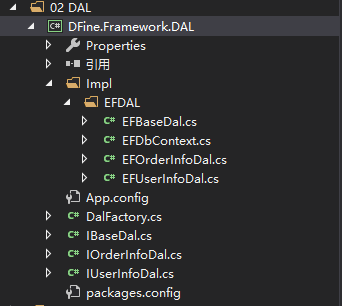 02 DAL
C# DFine.Framework.DAL
Properties
引用
Impl
EFDAL
C# EFBaseDal.cs
C# EFDbContext.cs
C# EFOrderInfoDal.cs
C# EFUserInfoDal.cs
App.config
C# DalFactory.cs
C# IBaseDal.cs
C# IOrderInfoDal.cs
C# IUserInfoDal.cs
packages.config